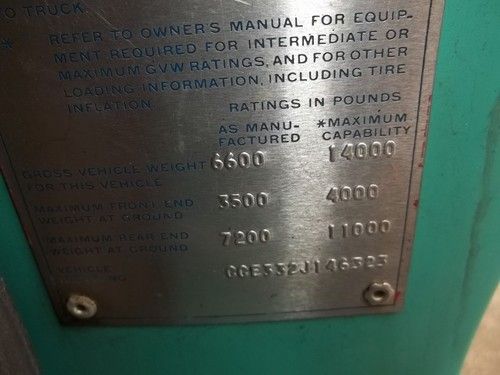 TO TRUCK.
* REFER TO OWNER'S MANUAL FOR EQUIP-
MENT REQUIRED FOR INTERMEDIATE OR
MAXIMUM GVW RATINGS, AND FOR OTHER
LOADING INFORMATION, INCLUDING TIRE
INFLATION.
RATINGS IN POUNDS
AS MANU-
FACTURED
*MAXIMUM
CAPABILITY
GROSS VEHICLE WEIGHT
FOR THIS VEHICLE
6600 14000
MAXIMUM FRONT END
WEIGHT AT GROUND
3500 4000
MAXIMUM REAR END
WEIGHT AT GROUND
7200 11000
VEHICLE